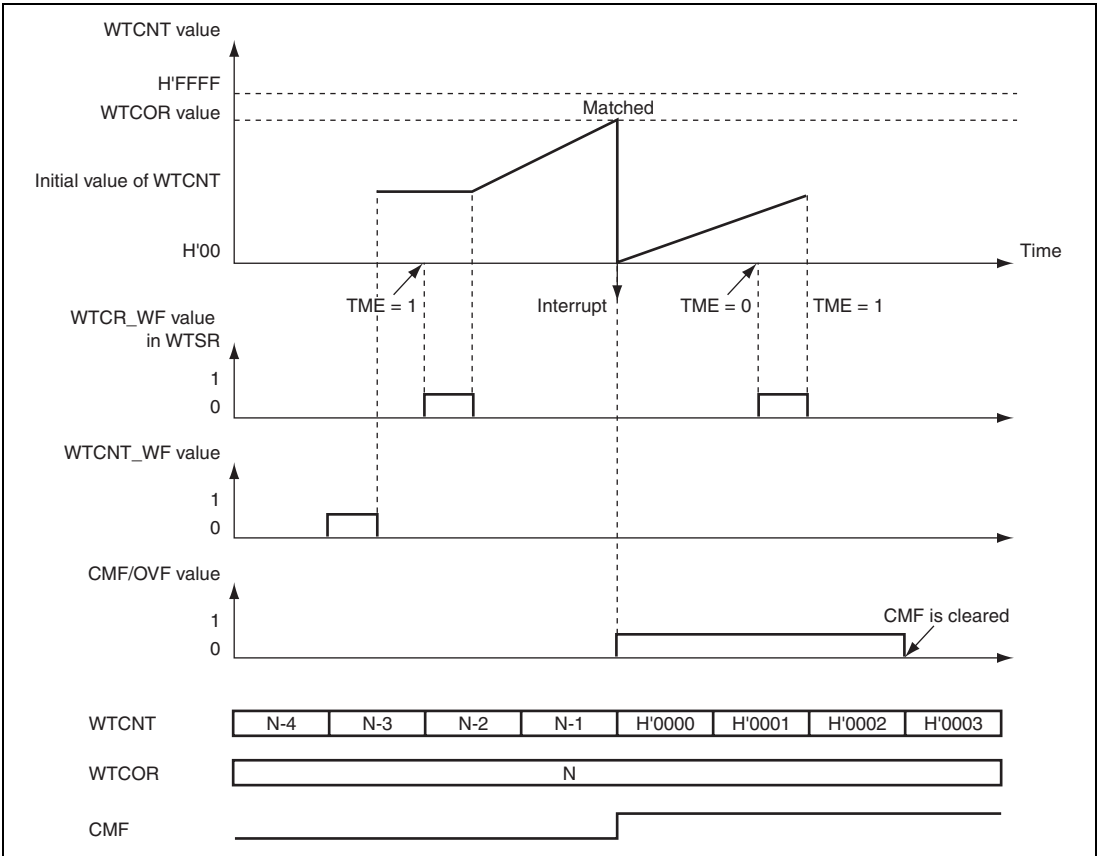 WTCNT value
H'FFFF
WTCOR value
Matched
Initial value of WTCNT
H'00
Time
TME = 1
Interrupt
TME = 0
TME = 1
WTCR_WF value
in WTSR
1
0
WTCNT_WF value
1
0
CMF/OVF value
1
0
CMF is cleared
WTCNT N-4 N-3 N-2 N-1 H'0000 H'0001 H'0002 H'0003
WTCOR N
CMF